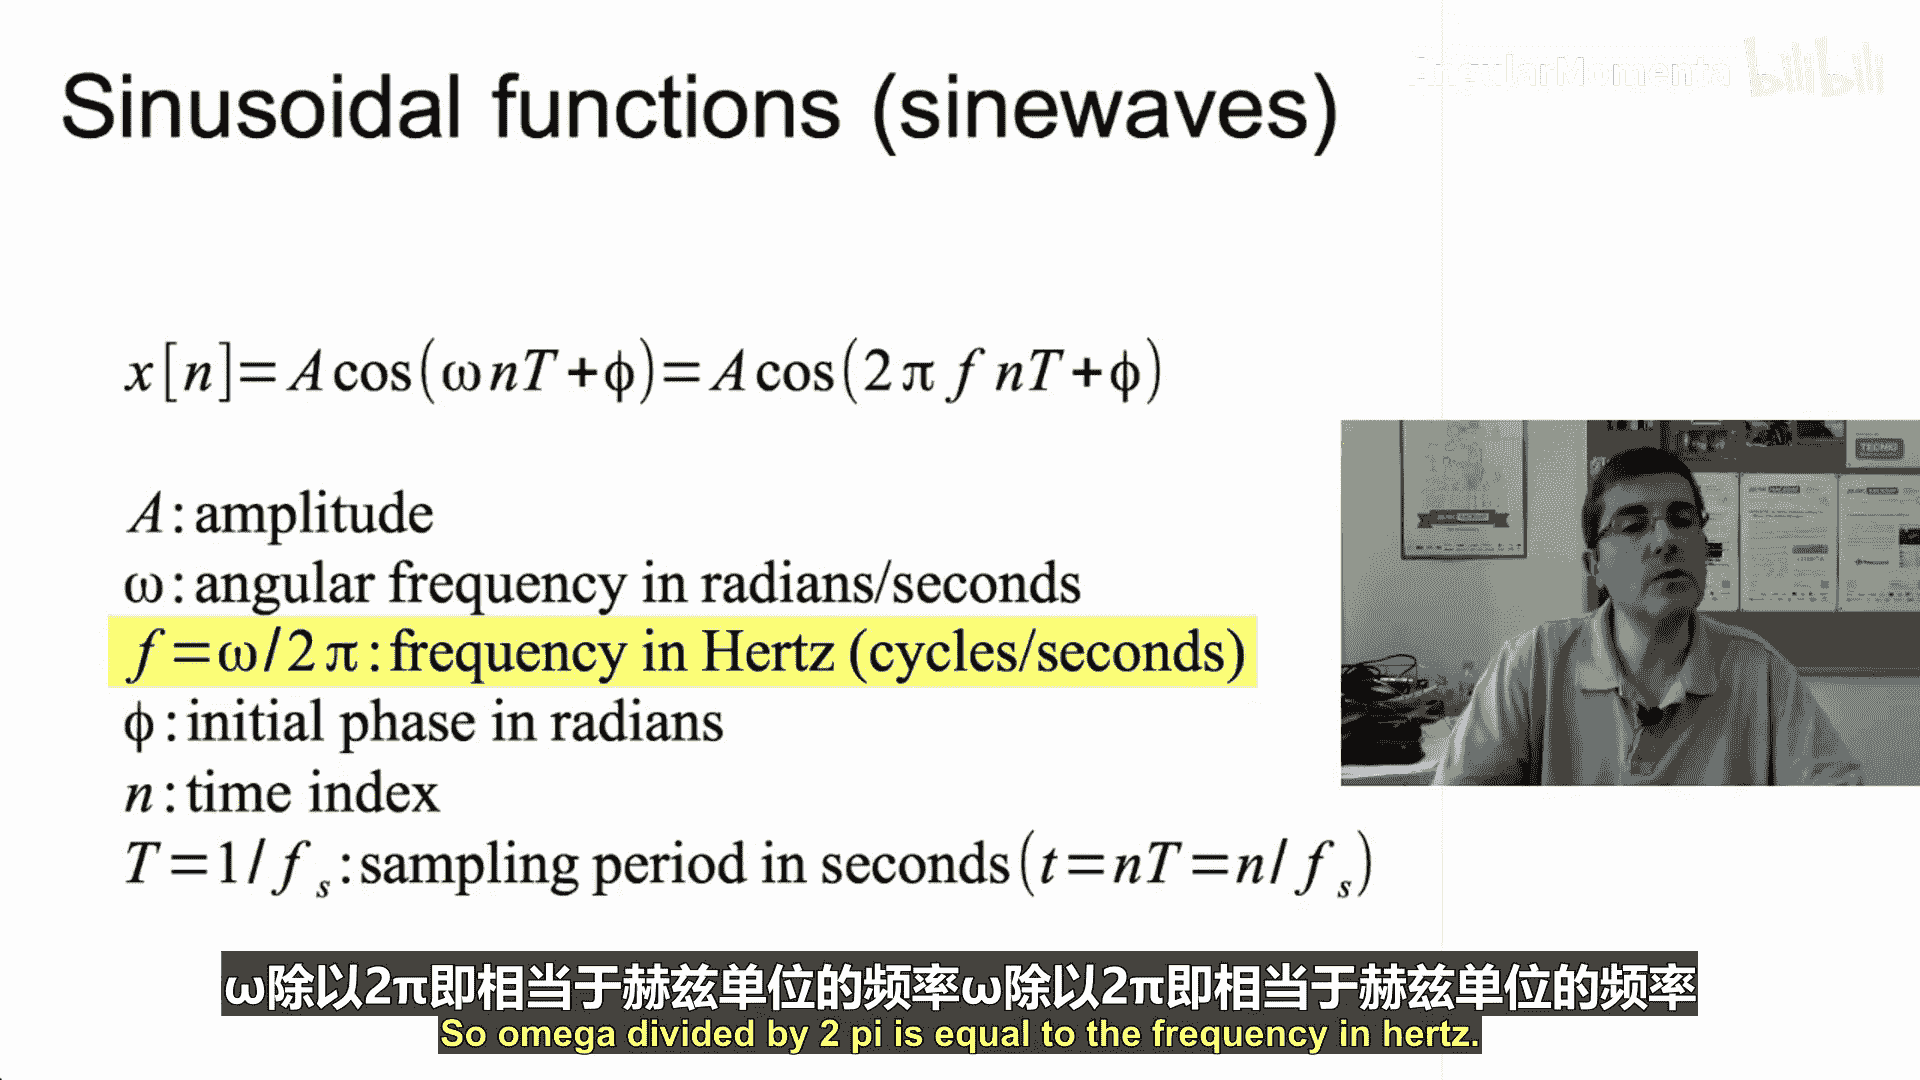 AngularMomenta bilibili
Sinusoidal functions (sinewaves)
x[n]=A cos(ωnT+ϕ)=A cos(2π f nT+ϕ)
A:amplitude
ω:angular frequency in radians/seconds
f=ω/2π:frequency in Hertz (cycles/seconds)
ϕ:initial phase in radians
n:time index
T=1/f s:sampling period in seconds(t=nT=n/f s)
TECNIO
ω除以2π即相当于赫兹单位的频率ω除以2π即相当于赫兹单位的频率
So omega divided by 2 pi is equal to the frequency in hertz.